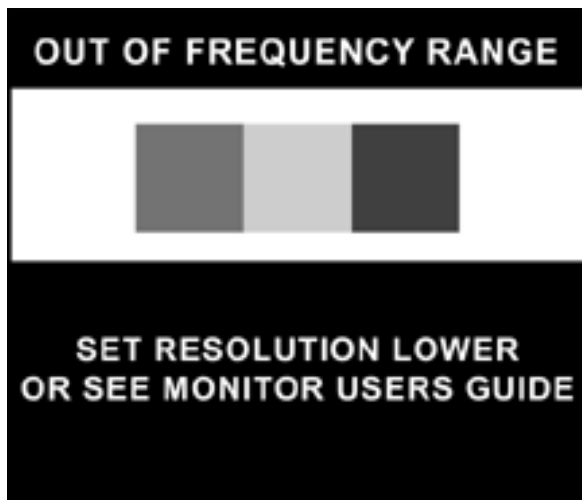 OUT OF FREQUENCY RANGE
SET RESOLUTION LOWER
OR SEE MONITOR USERS GUIDE